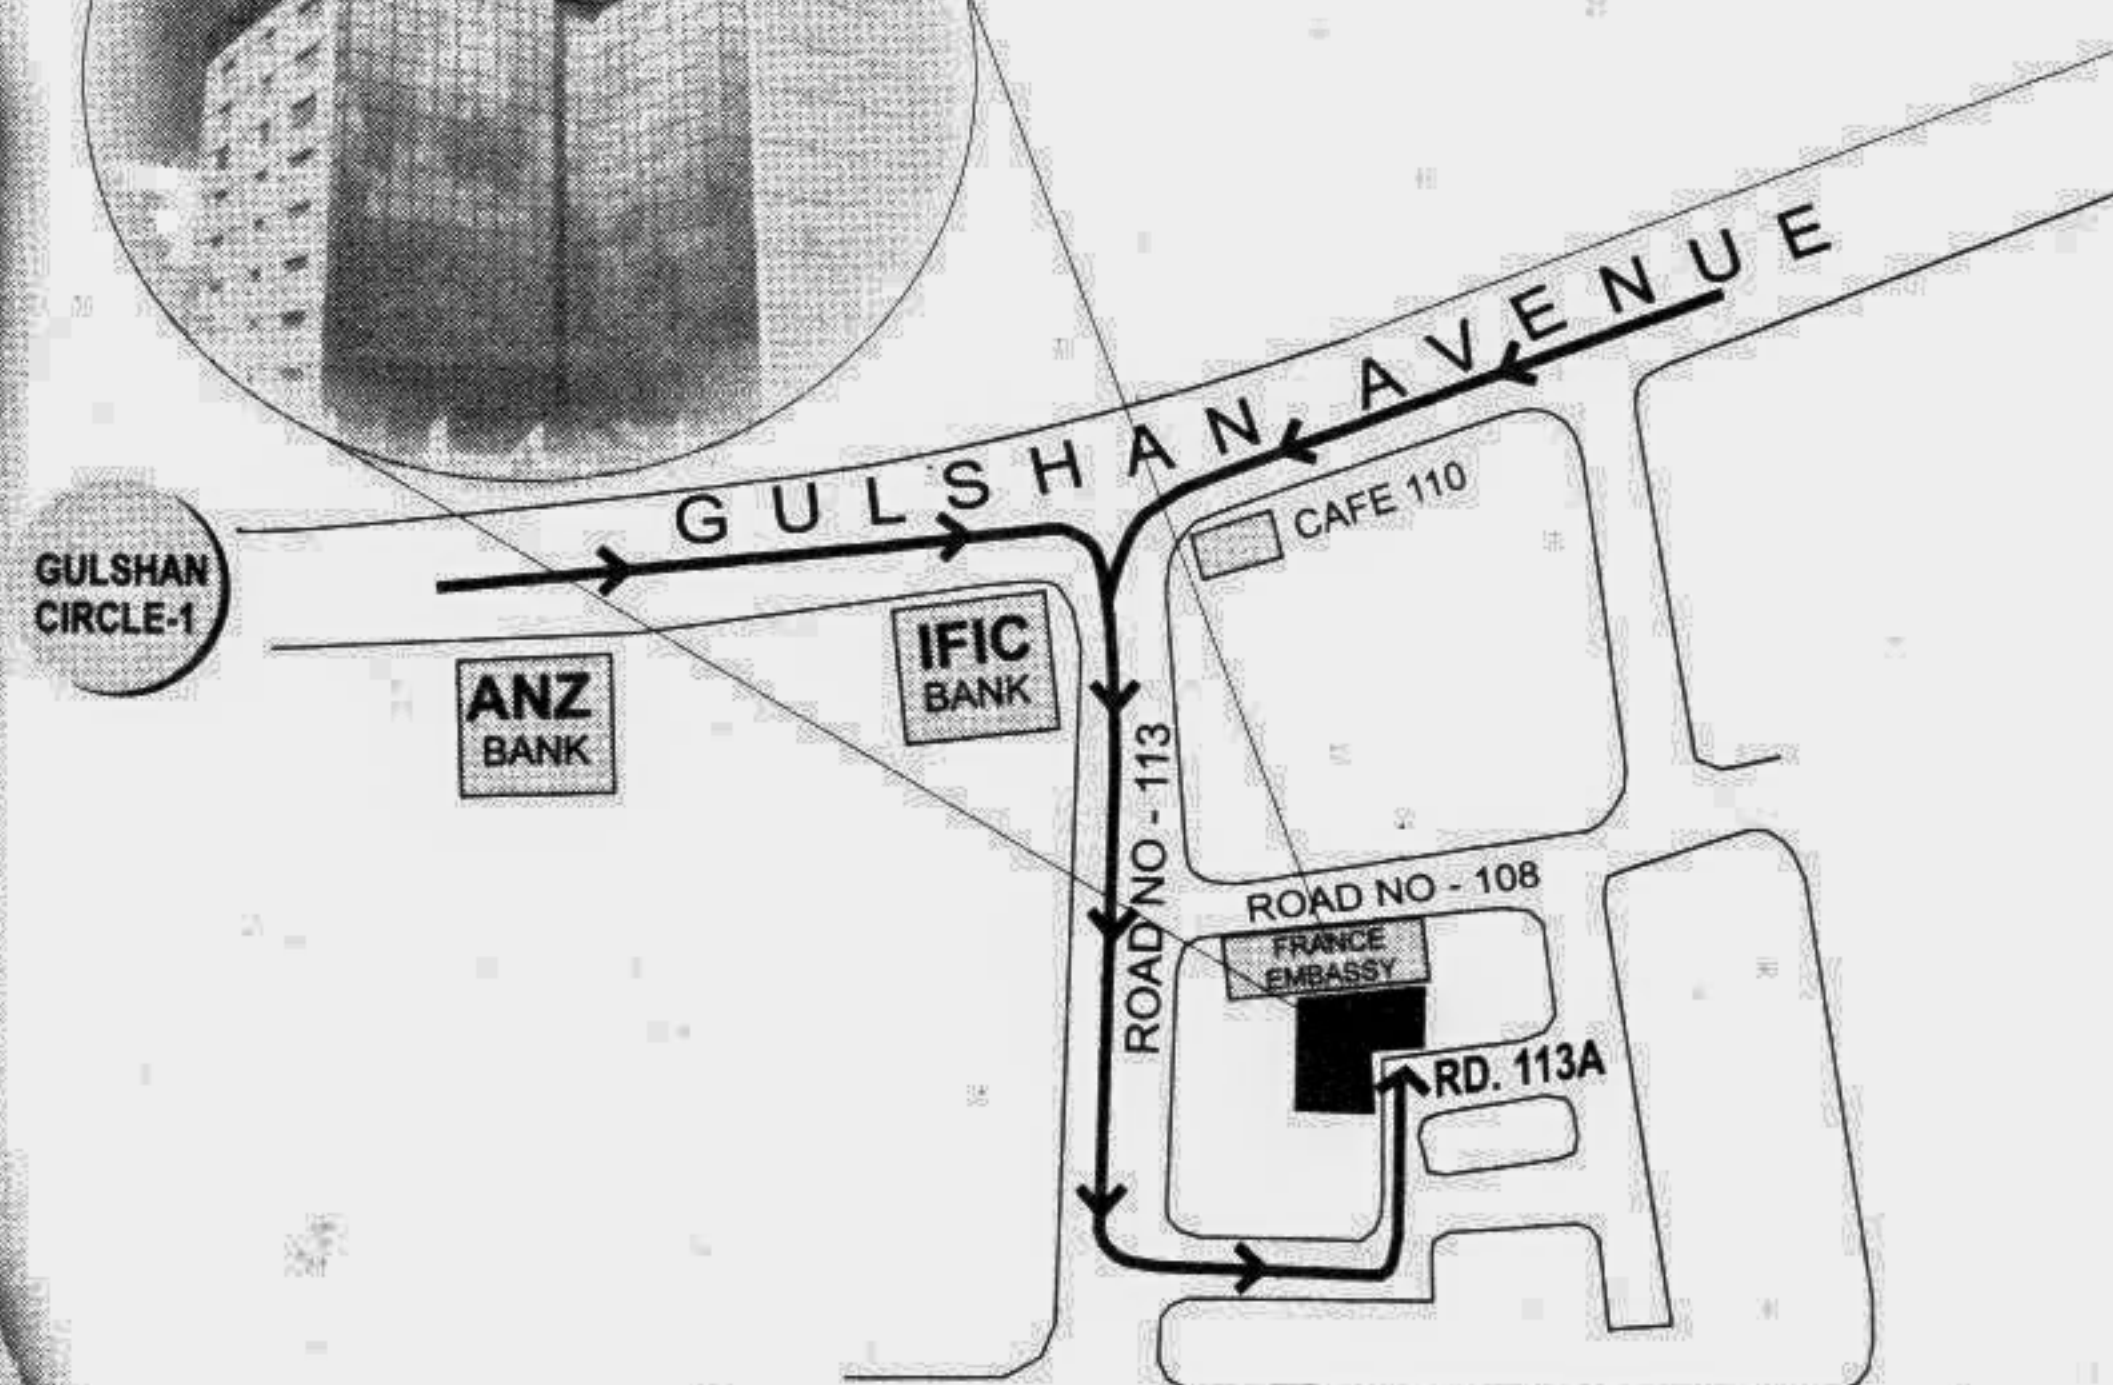 GULSHAN AVENUE
GULSHAN
CIRCLE-1
CAFE 110
IFIC
BANK
ANZ
BANK
ROAD NO - 113
ROAD NO - 108
FRANCE
EMBASSY
RD. 113A